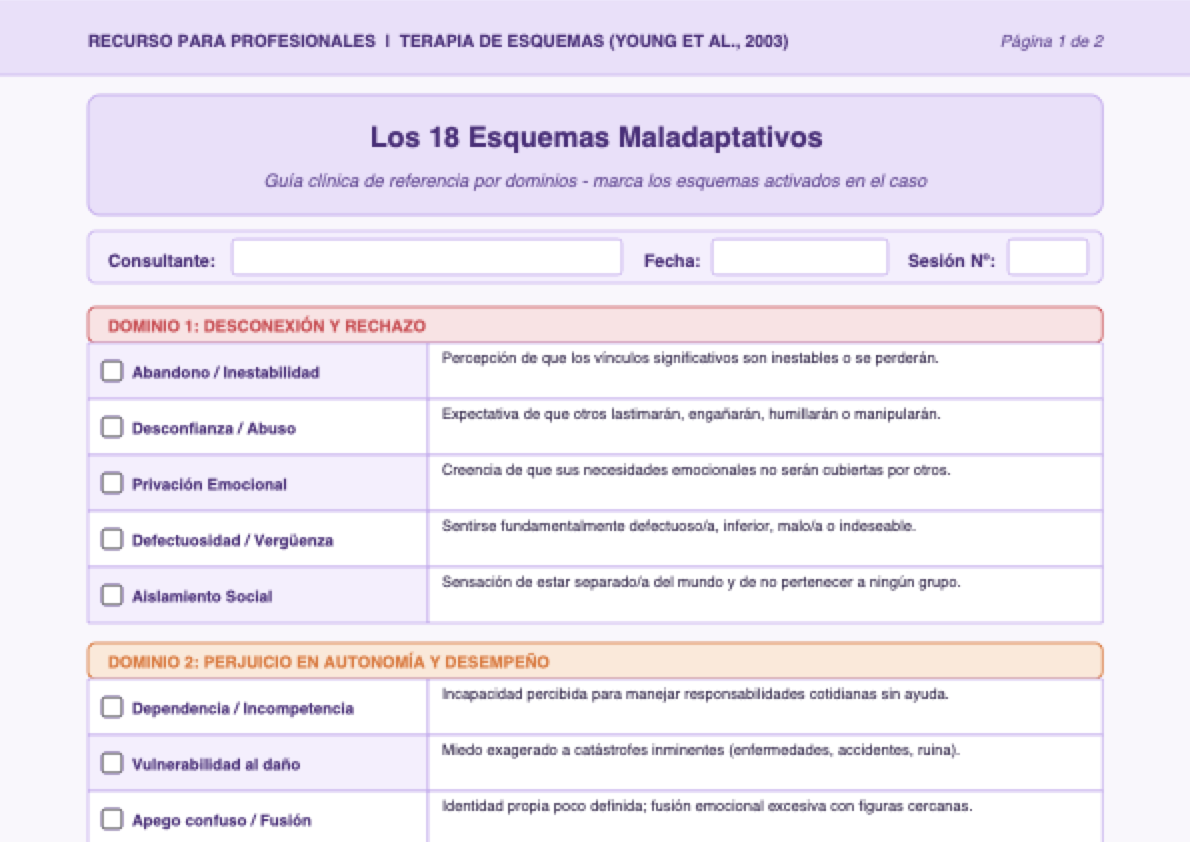 RECURSO PARA PROFESIONALES | TERAPIA DE ESQUEMAS (YOUNG ET AL., 2003)
Página 1 de 2
Los 18 Esquemas Maladaptativos
Guía clínica de referencia por dominios - marca los esquemas activados en el caso
Consultante:
Fecha:
Sesión Nº:
DOMINIO 1: DESCONEXIÓN Y RECHAZO
Abandono / Inestabilidad
Percepción de que los vínculos significativos son inestables o se perderán.
Desconfianza / Abuso
Expectativa de que otros lastimarán, engañarán, humillarán o manipularán.
Privación Emocional
Creencia de que sus necesidades emocionales no serán cubiertas por otros.
Defectuosidad / Vergüenza
Sentirse fundamentalmente defectuoso/a, inferior, malo/a o indeseable.
Aislamiento Social
Sensación de estar separado/a del mundo y de no pertenecer a ningún grupo.
DOMINIO 2: PERJUICIO EN AUTONOMÍA Y DESEMPEÑO
Dependencia / Incompetencia
Incapacidad percibida para manejar responsabilidades cotidianas sin ayuda.
Vulnerabilidad al daño
Miedo exagerado a catástrofes inminentes (enfermedades, accidentes, ruina).
Apego confuso / Fusión
Identidad propia poco definida; fusión emocional excesiva con figuras cercanas.